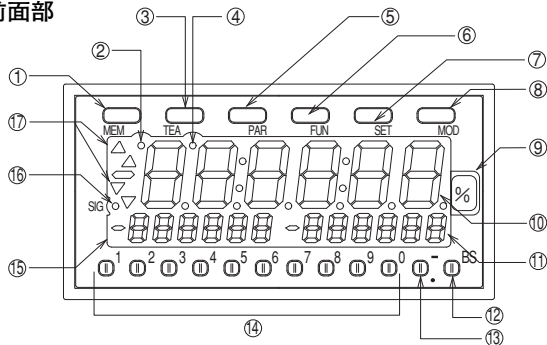 前面部
② ③ ④ ⑤ ⑥ ⑦ ⑧
①
MEM TEA PAR FUN SET MOD
⑰
⑨
%
⑯
SIG
⑩
⑮
⑪
1 2 3 4 5 6 7 8 9 0 - BS
.
⑭ ⑬ ⑫